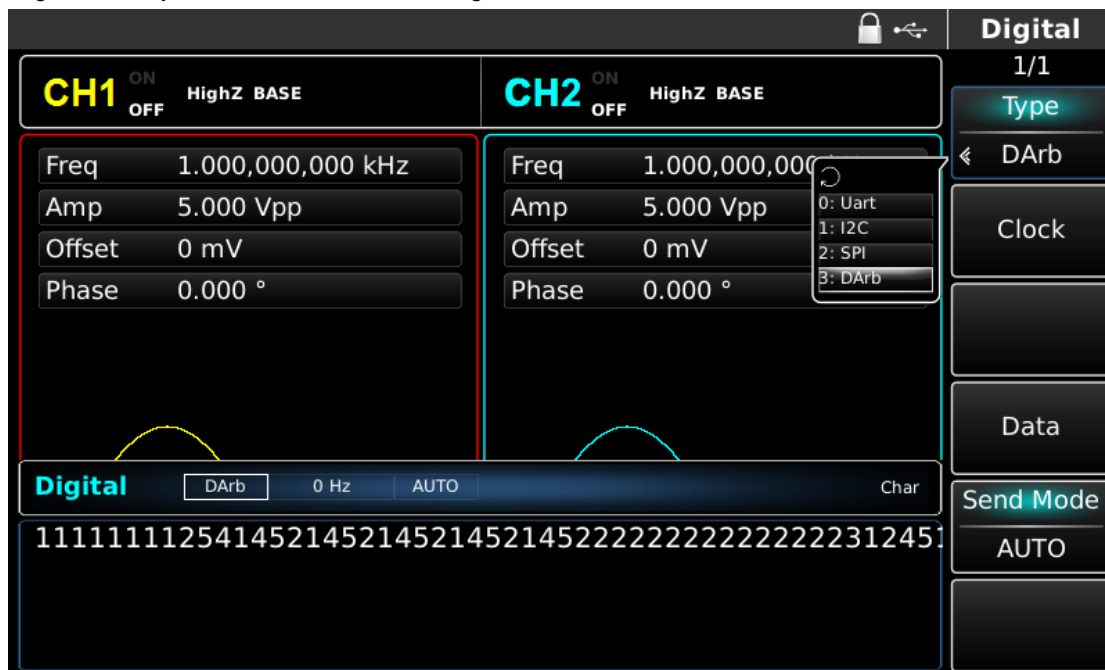 Digital
1/1
CH1 ON OFF HighZ BASE
CH2 ON OFF HighZ BASE
Type
DArb
Freq 1.000,000,000 kHz
Amp 5.000 Vpp
Offset 0 mV
Phase 0.000 °
Freq 1.000,000,000
Amp 5.000 Vpp
Offset 0 mV
Phase 0.000 °
0: Uart
1: I2C
2: SPI
3: DArb
Clock
Data
Digital DArb 0 Hz AUTO Char
Send Mode
AUTO